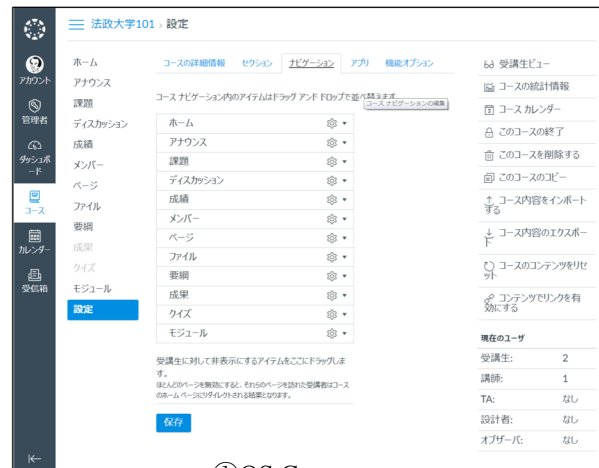 法政大学101 › 設定
アカウント
管理者
ダッシュボ
ード
コース
カレンダー
受信箱
ホーム
アナウンス
課題
ディスカッション
成績
メンバー
ページ
ファイル
要綱
成果
クイズ
モジュール
設定
コースの詳細情報 セクション ナビゲーション アプリ 機能オプション
コース ナビゲーション内のアイテムはドラッグ アンド ドロップで並べ替えます
コース ナビゲーションの編集
ホーム
アナウンス
課題
ディスカッション
成績
メンバー
ページ
ファイル
要綱
成果
クイズ
モジュール
受講生に対して非表示にするアイテムをここにドラッグしま
す。
ほとんどのページを無効にすると、それらのページを訪れた受講者はコース
のホーム ページにリダイレクトされる結果となります。
保存
受講生ビュー
コースの統計情報
コース カレンダー
このコースの終了
このコースを削除する
このコースのコピー
コース内容をインポート
する
コース内容のエクスポー
ト
コースのコンテンツをリセ
ット
コンテンツでリンクを有
効にする
現在のユーザ
受講生: 2
講師: 1
TA: なし
設計者: なし
オブザーバ: なし